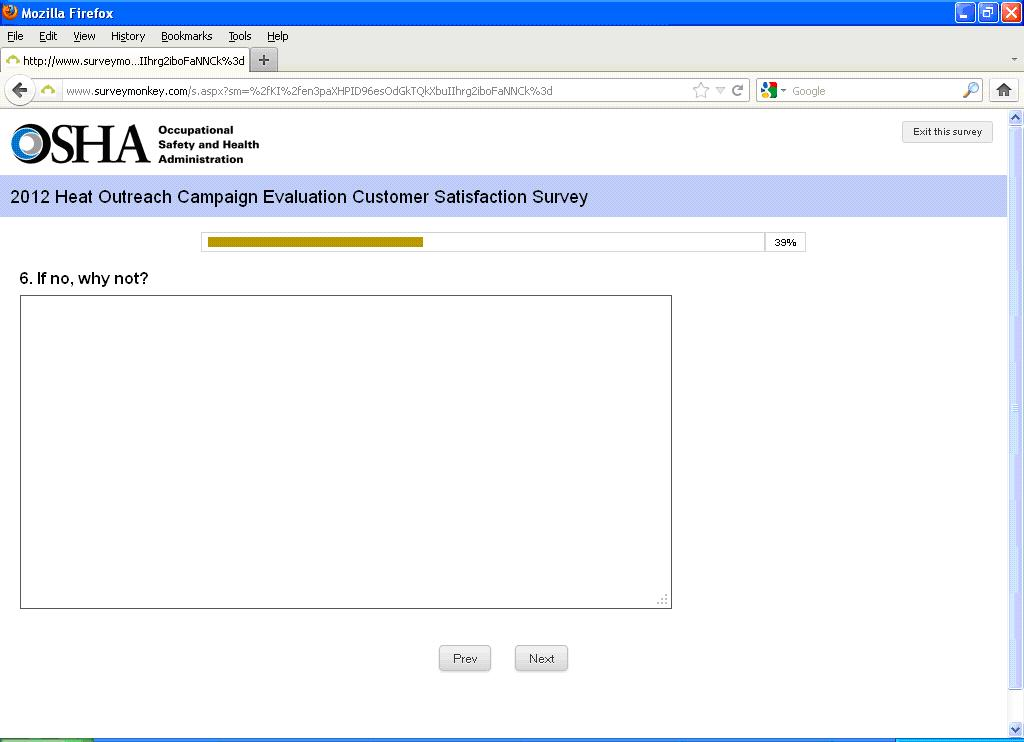 Mozilla Firefox
File Edit View History Bookmarks Tools Help
http://www.surveymo...IIhrg2iboFaNNCk%3d
www.surveymonkey.com/s.aspx?sm=%2fKI%2fen3paXHPID96esOdGkTQkXbuIIhrg2iboFaNNCk%3d
Google
OSHA
Occupational
Safety and Health
Administration
Exit this survey
2012 Heat Outreach Campaign Evaluation Customer Satisfaction Survey
39%
6. If no, why not?
Prev Next